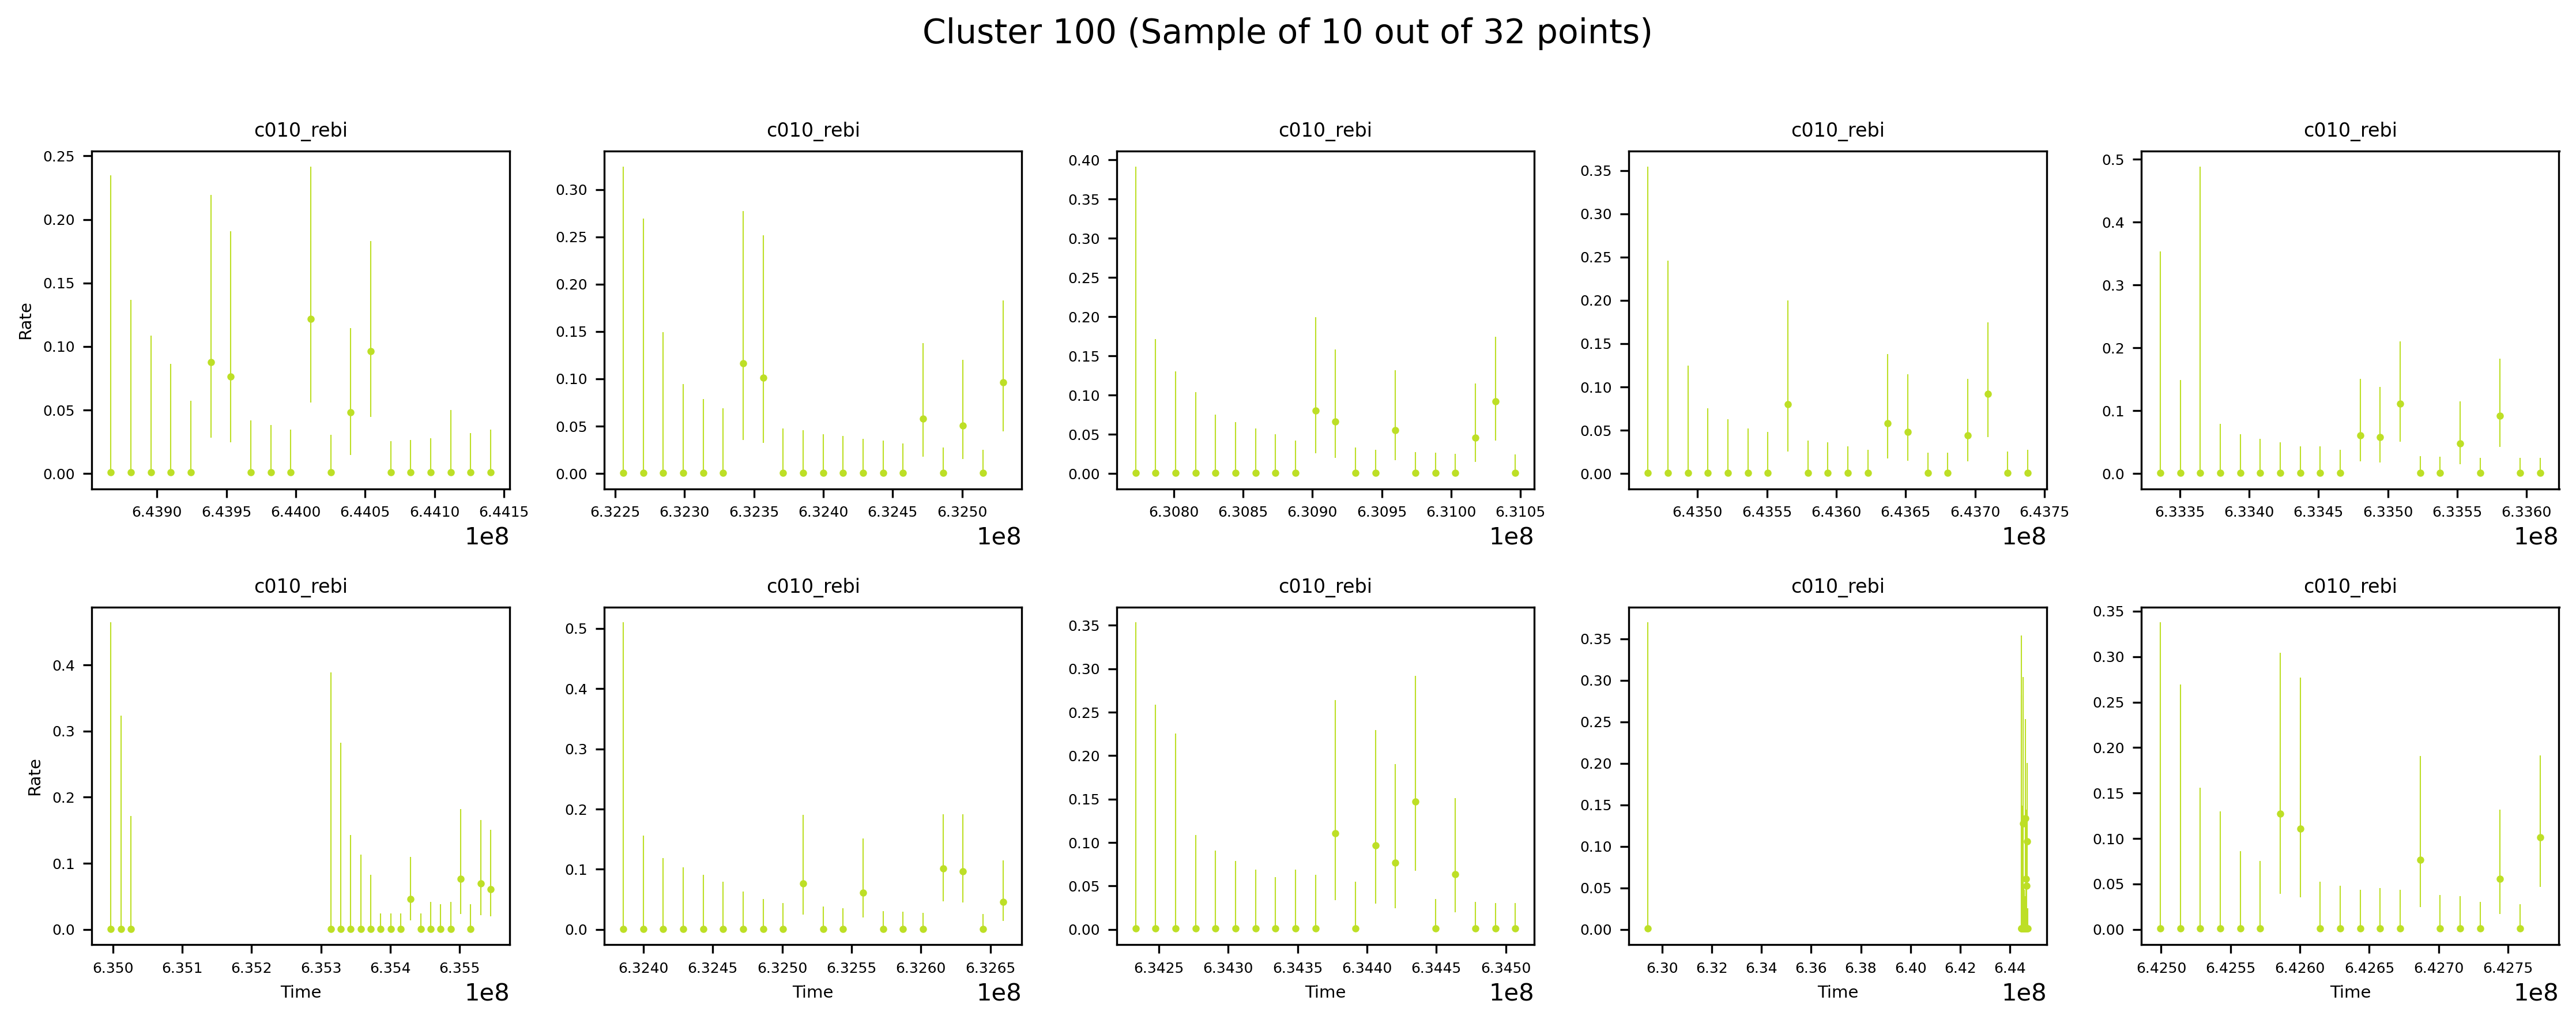 Cluster 100 (Sample of 10 out of 32 points)
c010_rebi c010_rebi c010_rebi c010_rebi c010_rebi
Rate
0.25 0.20 0.15 0.10 0.05 0.00
6.4390 6.4395 6.4400 6.4405 6.4410 6.4415
1e8
0.30 0.25 0.20 0.15 0.10 0.05 0.00
6.3225 6.3230 6.3235 6.3240 6.3245 6.3250
1e8
0.40 0.35 0.30 0.25 0.20 0.15 0.10 0.05 0.00
6.3080 6.3085 6.3090 6.3095 6.3100 6.3105
1e8
0.35 0.30 0.25 0.20 0.15 0.10 0.05 0.00
6.4350 6.4355 6.4360 6.4365 6.4370 6.4375
1e8
0.5 0.4 0.3 0.2 0.1 0.0
6.3335 6.3340 6.3345 6.3350 6.3355 6.3360
1e8
c010_rebi c010_rebi c010_rebi c010_rebi c010_rebi
Rate
0.4 0.3 0.2 0.1 0.0
6.350 6.351 6.352 6.353 6.354 6.355
Time
1e8
0.5 0.4 0.3 0.2 0.1 0.0
6.3240 6.3245 6.3250 6.3255 6.3260 6.3265
Time
1e8
0.35 0.30 0.25 0.20 0.15 0.10 0.05 0.00
6.3425 6.3430 6.3435 6.3440 6.3445 6.3450
Time
1e8
0.35 0.30 0.25 0.20 0.15 0.10 0.05 0.00
6.30 6.32 6.34 6.36 6.38 6.40 6.42 6.44
Time
1e8
0.35 0.30 0.25 0.20 0.15 0.10 0.05 0.00
6.4250 6.4255 6.4260 6.4265 6.4270 6.4275
Time
1e8